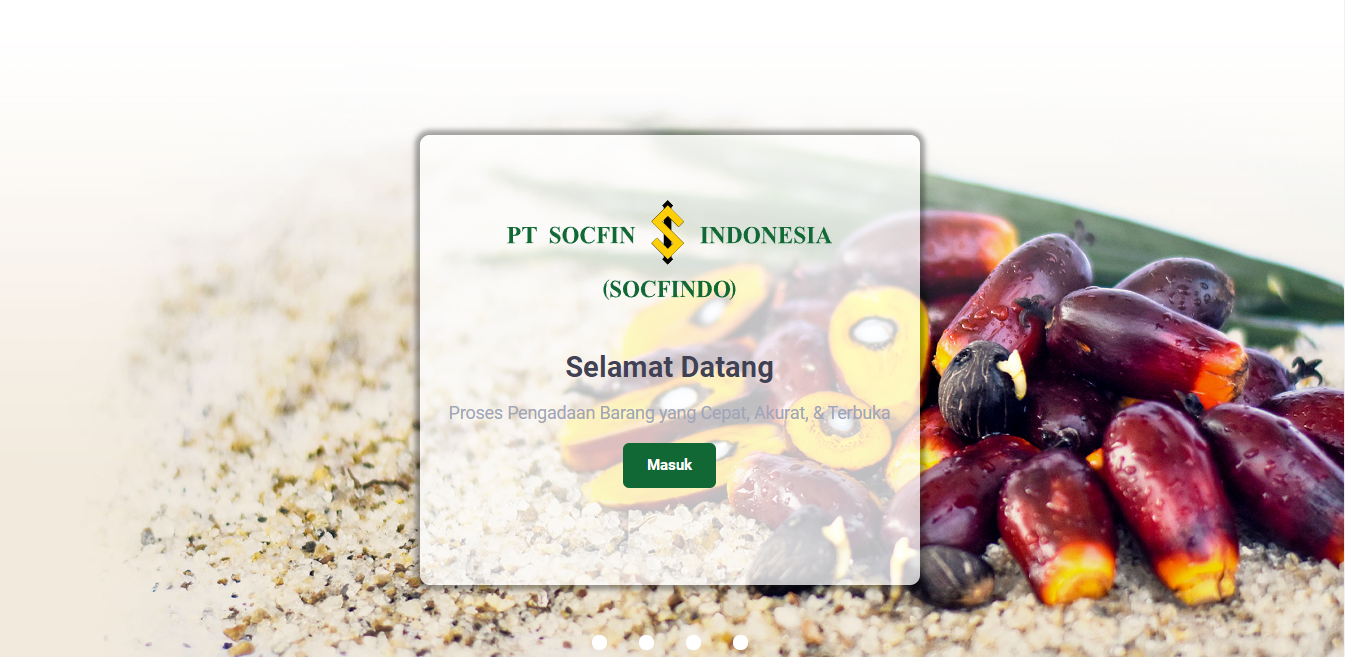 PT SOCFIN INDONESIA
(SOCFINDO)
Selamat Datang
Proses Pengadaan Barang yang Cepat, Akurat, & Terbuka
Masuk